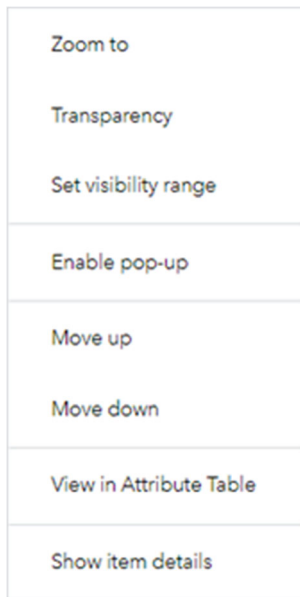 Zoom to
Transparency
Set visibility range
Enable pop-up
Move up
Move down
View in Attribute Table
Show item details